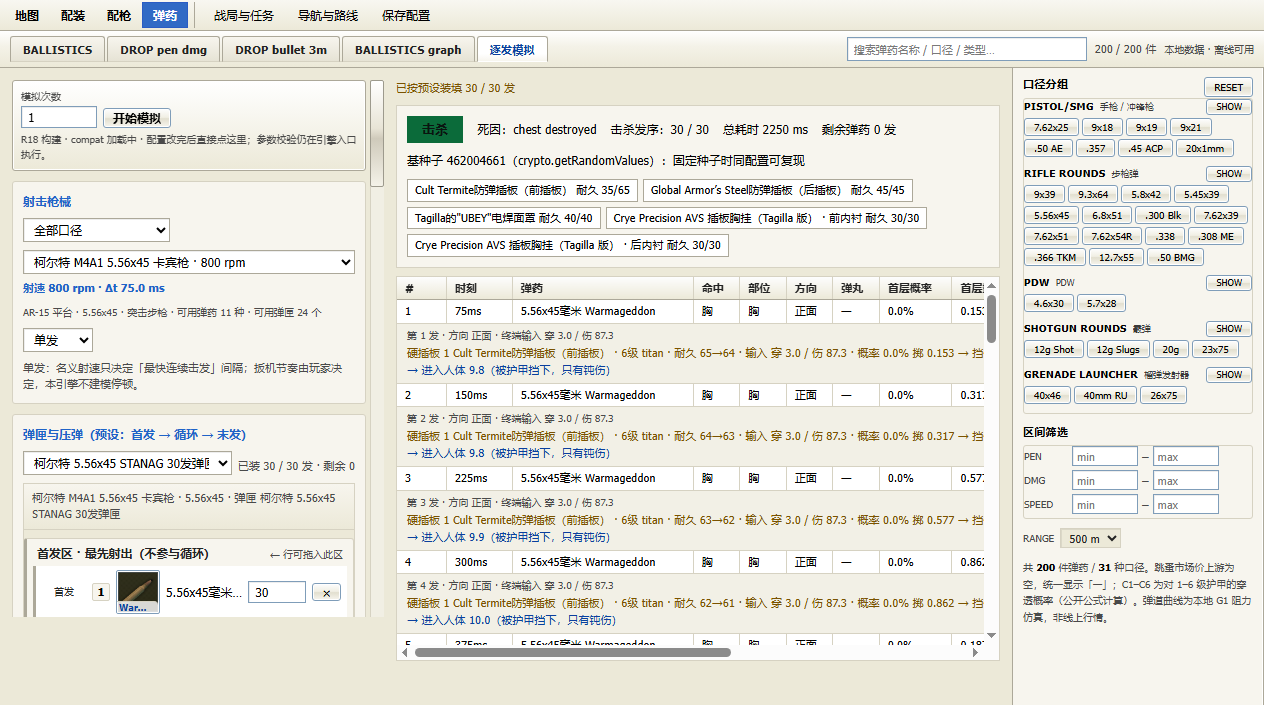 地图 配装 配枪 弹药 战局与任务 导航与路线 保存配置
BALLISTICS DROP pen dmg DROP bullet 3m BALLISTICS graph 逐发模拟 搜索弹药名称 / 口径 / 类型... 200 / 200 件 本地数据 · 离线可用
模拟次数
1 开始模拟
R18 构建 · compat 加载中 · 配置改完后直接点这里；参数校验仍在引擎入口
执行。
射击枪械
全部口径
柯尔特 M4A1 5.56x45 卡宾枪 · 800 rpm
射速 800 rpm · Δt 75.0 ms
AR-15 平台 · 5.56x45 · 突击步枪 · 可用弹药 11 种 · 可用弹匣 24 个
单发
单发：名义射速只决定「最快连续击发」间隔；扳机节奏由玩家决
定，本引擎不建模停顿。
弹匣与压弹（预设：首发 → 循环 → 末发）
柯尔特 5.56x45 STANAG 30发弹匣 已装 30 / 30 发 · 剩余 0
柯尔特 M4A1 5.56x45 卡宾枪 · 5.56x45 · 弹匣 柯尔特 5.56x45
STANAG 30发弹匣
首发区 · 最先射出（不参与循环） ← 行可拖入此区
首发 1 War... 5.56x45毫米... 30 ×
已按预设装填 30 / 30 发
击杀 死因：chest destroyed 击杀发序：30 / 30 总耗时 2250 ms 剩余弹药 0 发
基种子 462004661（crypto.getRandomValues）：固定种子时同配置可复现
Cult Termite防弹插板（前插板） 耐久 35/65 Global Armor's Steel防弹插板（后插板） 耐久 45/45
Tagilla的"UBEY"电焊面罩 耐久 40/40 Crye Precision AVS 插板胸挂（Tagilla 版） · 前内衬 耐久 30/30
Crye Precision AVS 插板胸挂（Tagilla 版） · 后内衬 耐久 30/30
# 时刻 弹药 命中 部位 方向 弹丸 首层概率 首层
1 75ms 5.56x45毫米 Warmageddon 胸 胸 正面 — 0.0% 0.153
第 1 发 · 方向 正面 · 终端输入 穿 3.0 / 伤 87.3
硬插板 1 Cult Termite防弹插板（前插板） · 6级 titan · 耐久 65→64 · 输入 穿 3.0 / 伤 87.3 · 概率 0.0% 掷 0.153 → 挡
→ 进入人体 9.8（被护甲挡下，只有钝伤）
2 150ms 5.56x45毫米 Warmageddon 胸 胸 正面 — 0.0% 0.317
第 2 发 · 方向 正面 · 终端输入 穿 3.0 / 伤 87.3
硬插板 1 Cult Termite防弹插板（前插板） · 6级 titan · 耐久 64→63 · 输入 穿 3.0 / 伤 87.3 · 概率 0.0% 掷 0.317 → 挡
→ 进入人体 9.8（被护甲挡下，只有钝伤）
3 225ms 5.56x45毫米 Warmageddon 胸 胸 正面 — 0.0% 0.577
第 3 发 · 方向 正面 · 终端输入 穿 3.0 / 伤 87.3
硬插板 1 Cult Termite防弹插板（前插板） · 6级 titan · 耐久 63→62 · 输入 穿 3.0 / 伤 87.3 · 概率 0.0% 掷 0.577 → 挡
→ 进入人体 9.9（被护甲挡下，只有钝伤）
4 300ms 5.56x45毫米 Warmageddon 胸 胸 正面 — 0.0% 0.862
第 4 发 · 方向 正面 · 终端输入 穿 3.0 / 伤 87.3
硬插板 1 Cult Termite防弹插板（前插板） · 6级 titan · 耐久 62→61 · 输入 穿 3.0 / 伤 87.3 · 概率 0.0% 掷 0.862 → 挡
→ 进入人体 10.0（被护甲挡下，只有钝伤）
5 375ms 5.56x45毫米 Warmageddon 胸 胸 正面 0.0%
口径分组 RESET
PISTOL/SMG 手枪 / 冲锋枪 SHOW
7.62x25 9x18 9x19 9x21
.50 AE .357 .45 ACP 20x1mm
RIFLE ROUNDS 步枪弹 SHOW
9x39 9.3x64 5.8x42 5.45x39
5.56x45 6.8x51 .300 Blk 7.62x39
7.62x51 7.62x54R .338 .308 ME
.366 TKM 12.7x55 .50 BMG
PDW PDW SHOW
4.6x30 5.7x28
SHOTGUN ROUNDS 霰弹 SHOW
12g Shot 12g Slugs 20g 23x75
GRENADE LAUNCHER 榴弹发射器 SHOW
40x46 40mm RU 26x75
区间筛选
PEN min — max
DMG min — max
SPEED min — max
RANGE 500 m
共 200 种弹药 / 31 种口径。跳蚤市场价上游为
空，统一显示「—」；C1–C6 为对 1–6 级护甲的穿
透概率（公开公式计算）。弹道曲线为本地 G1 阻力
仿真，非线上行情。